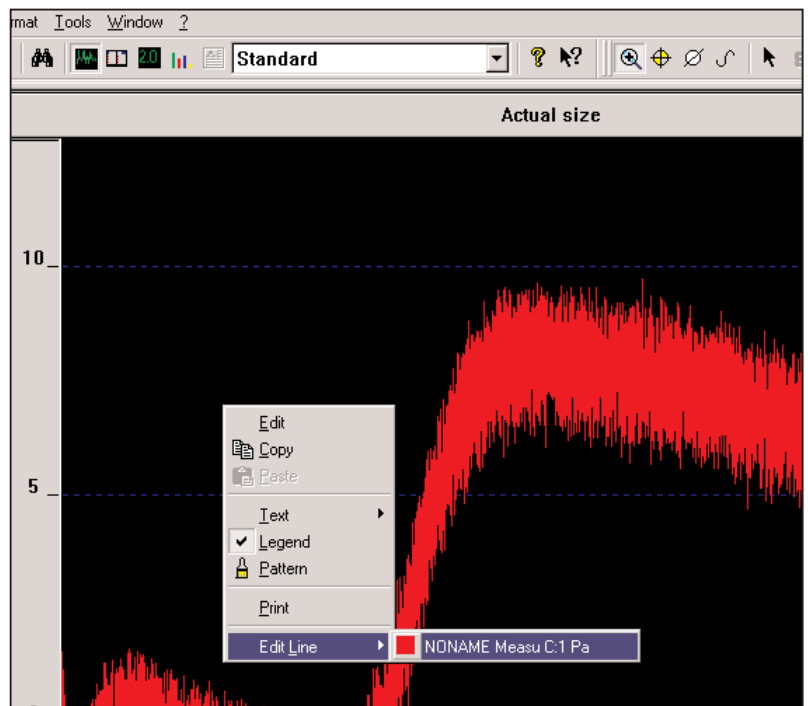 rmat Tools Window ?
2.0 Standard ? ?
Actual size
10
5
Edit
Copy
Paste
Text
Legend
Pattern
Print
Edit Line NONAME Measu C:1 Pa